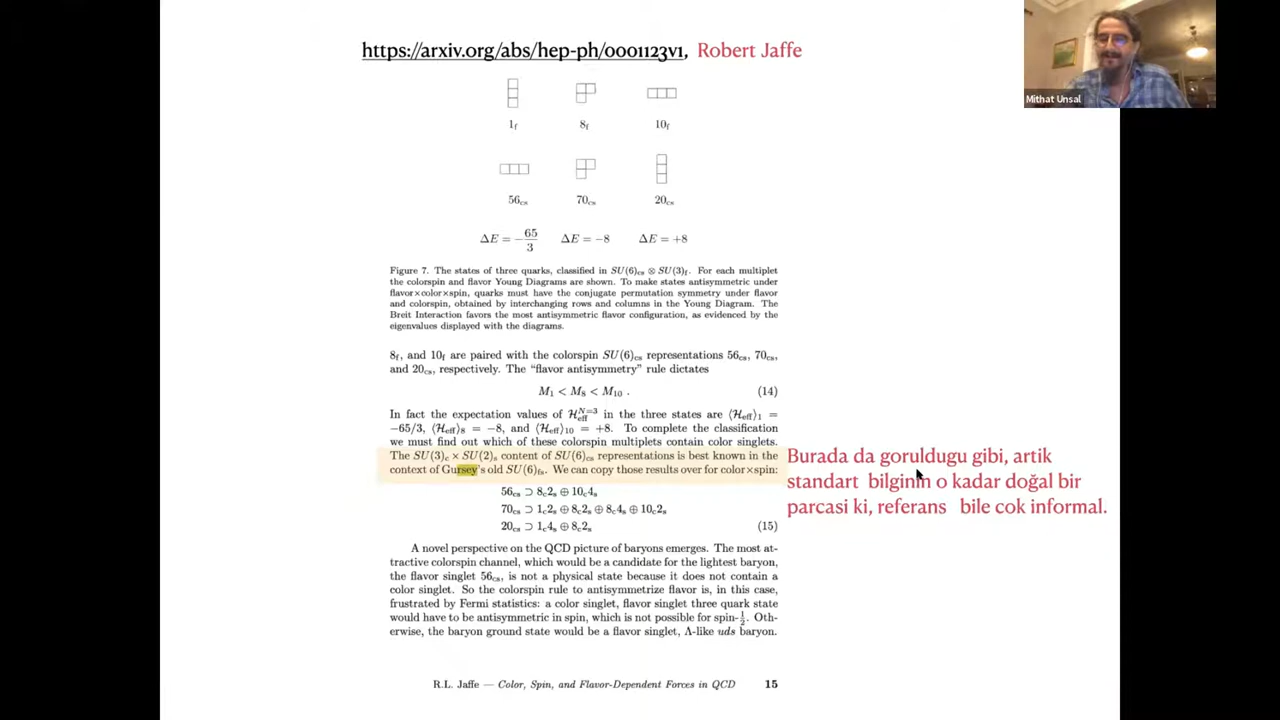 https://arxiv.org/abs/hep-ph/0001123v1, Robert Jaffe
Mithat Unsal
1f 8f 10f
56cs 70cs 20cs
ΔE = −65/3 ΔE = −8 ΔE = +8
Figure 7. The states of three quarks, classified in SU(6)cs ⊗ SU(3)f. For each multiplet
the colorspin and flavor Young Diagrams are shown. To make states antisymmetric under
flavor×color×spin, quarks must have the conjugate permutation symmetry under flavor
and colorspin, obtained by interchanging rows and columns in the Young Diagram. The
Breit Interaction favors the most antisymmetric flavor configuration, as evidenced by the
eigenvalues displayed with the diagrams.
8f, and 10f are paired with the colorspin SU(6)cs representations 56cs, 70cs,
and 20cs, respectively. The “flavor antisymmetry” rule dictates
M1 < M8 < M10 . (14)
In fact the expectation values of H^{N=3}_{eff} in the three states are ⟨Heff⟩1 =
−65/3, ⟨Heff⟩8 = −8, and ⟨Heff⟩10 = +8. To complete the classification
we must find out which of these colorspin multiplets contain color singlets.
The SU(3)c × SU(2)s content of SU(6)cs representations is best known in the
context of Gursey's old SU(6)fs. We can copy those results over for color×spin:
56cs ⊃ 8c2s ⊕ 10c4s
70cs ⊃ 1c2s ⊕ 8c2s ⊕ 8c4s ⊕ 10c2s
20cs ⊃ 1c4s ⊕ 8c2s (15)
Burada da goruldugu gibi, artik
standart bilginin o kadar doğal bir
parcasi ki, referans bile cok informal.
A novel perspective on the QCD picture of baryons emerges. The most at-
tractive colorspin channel, which would be a candidate for the lightest baryon,
the flavor singlet 56cs, is not a physical state because it does not contain a
color singlet. So the colorspin rule to antisymmetrize flavor is, in this case,
frustrated by Fermi statistics: a color singlet, flavor singlet three quark state
would have to be antisymmetric in spin, which is not possible for spin-1/2. Oth-
erwise, the baryon ground state would be a flavor singlet, Λ-like uds baryon.
R.L. Jaffe — Color, Spin, and Flavor-Dependent Forces in QCD 15